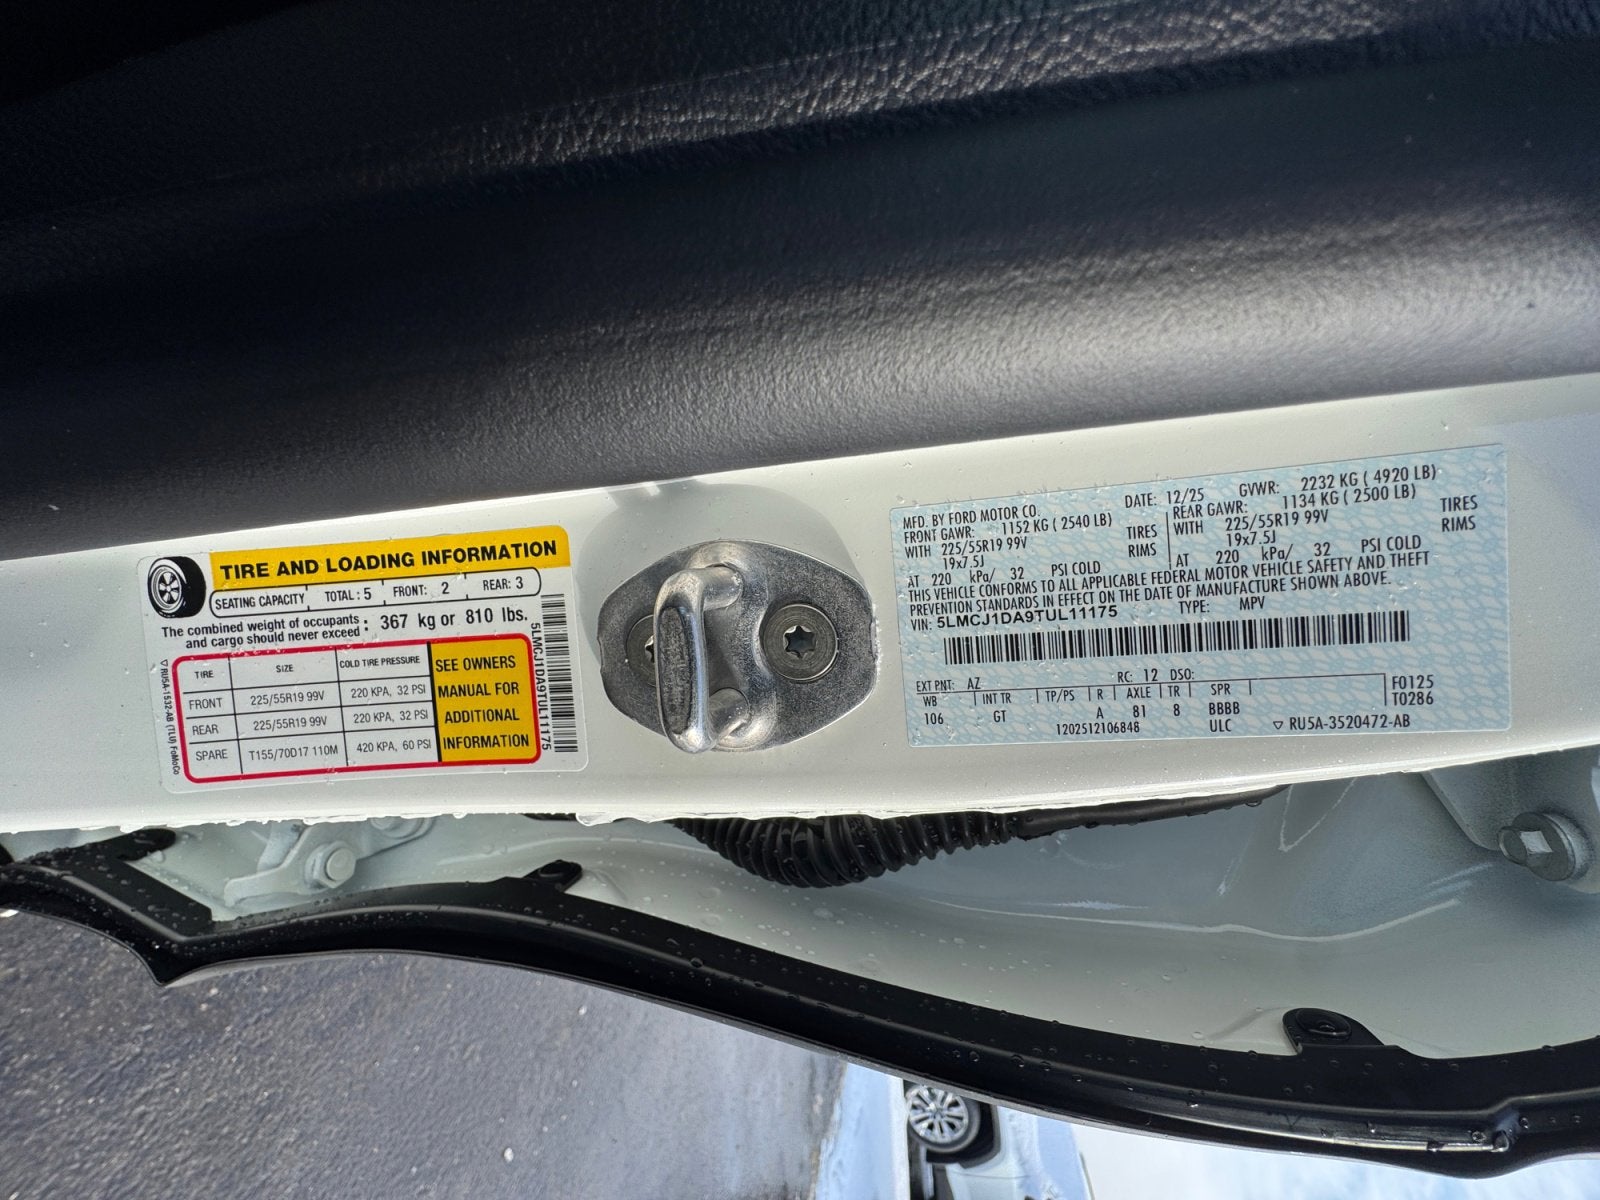 TIRE AND LOADING INFORMATION
SEATING CAPACITY TOTAL: 5 FRONT: 2 REAR: 3
The combined weight of occupants and cargo should never exceed : 367 kg or 810 lbs.
TIRE SIZE COLD TIRE PRESSURE
FRONT 225/55R19 99V 220 KPA, 32 PSI
REAR 225/55R19 99V 220 KPA, 32 PSI
SPARE T155/70D17 110M 420 KPA, 60 PSI
SEE OWNERS
MANUAL FOR
ADDITIONAL
INFORMATION
5LMCJ1DA9TUL11175
▽ RU5A-1532-AB (TLU) FoMoCo
MFD. BY FORD MOTOR CO. DATE: 12/25 GVWR: 2232 KG ( 4920 LB)
FRONT GAWR: 1152 KG ( 2540 LB) REAR GAWR: 1134 KG ( 2500 LB)
WITH 225/55R19 99V TIRES WITH 225/55R19 99V TIRES
19x7.5J RIMS 19x7.5J RIMS
AT 220 kPa/ 32 PSI COLD AT 220 kPa/ 32 PSI COLD
THIS VEHICLE CONFORMS TO ALL APPLICABLE FEDERAL MOTOR VEHICLE SAFETY AND THEFT
PREVENTION STANDARDS IN EFFECT ON THE DATE OF MANUFACTURE SHOWN ABOVE.
VIN: 5LMCJ1DA9TUL11175 TYPE: MPV
EXT PNT: AZ RC: 12 DSO: F0125
WB INT TR TP/PS R AXLE TR SPR T0286
106 GT A 81 8 BBBB
1202512106848 ULC ▽ RU5A-3520472-AB